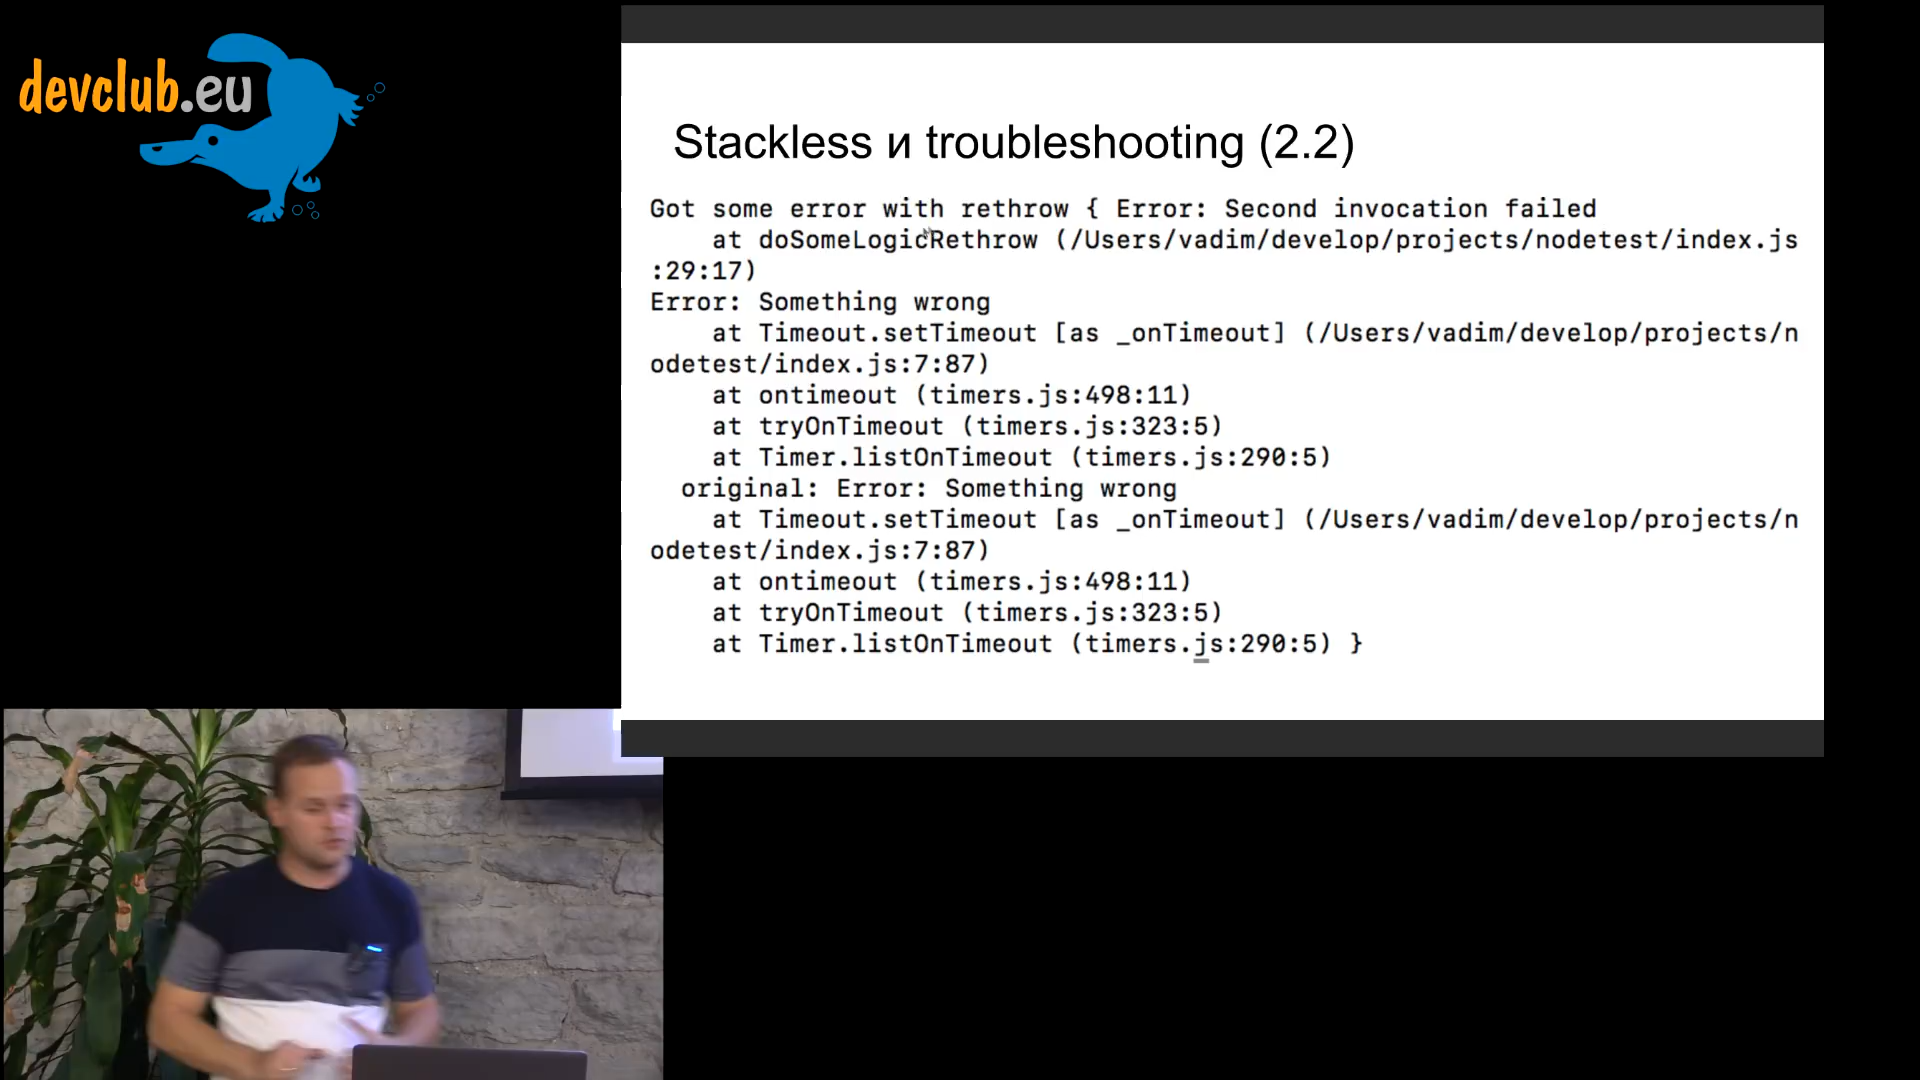 devclub.eu
Stackless и troubleshooting (2.2)
Got some error with rethrow { Error: Second invocation failed
at doSomeLogicRethrow (/Users/vadim/develop/projects/nodetest/index.js
:29:17)
Error: Something wrong
at Timeout.setTimeout [as _onTimeout] (/Users/vadim/develop/projects/n
odetest/index.js:7:87)
at ontimeout (timers.js:498:11)
at tryOnTimeout (timers.js:323:5)
at Timer.listOnTimeout (timers.js:290:5)
original: Error: Something wrong
at Timeout.setTimeout [as _onTimeout] (/Users/vadim/develop/projects/n
odetest/index.js:7:87)
at ontimeout (timers.js:498:11)
at tryOnTimeout (timers.js:323:5)
at Timer.listOnTimeout (timers.js:290:5) }